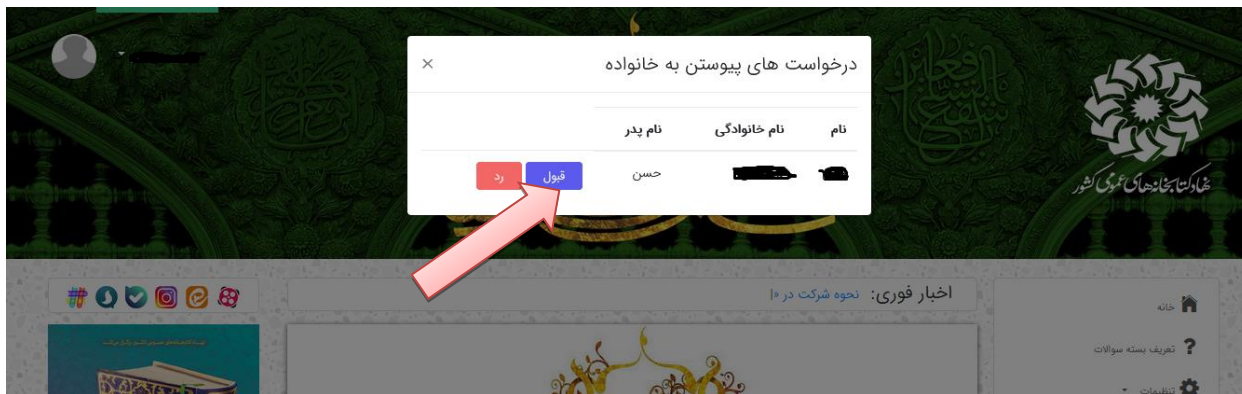 درخواست های پیوستن به خانواده
×
نام نام خانوادگی نام پدر
حسن قبول رد
نهاد کتابخانه‌های عمومی کشور
اخبار فوری: نحوه شرکت در «|
خانه
? تعریف بسته سوالات
تنظیمات